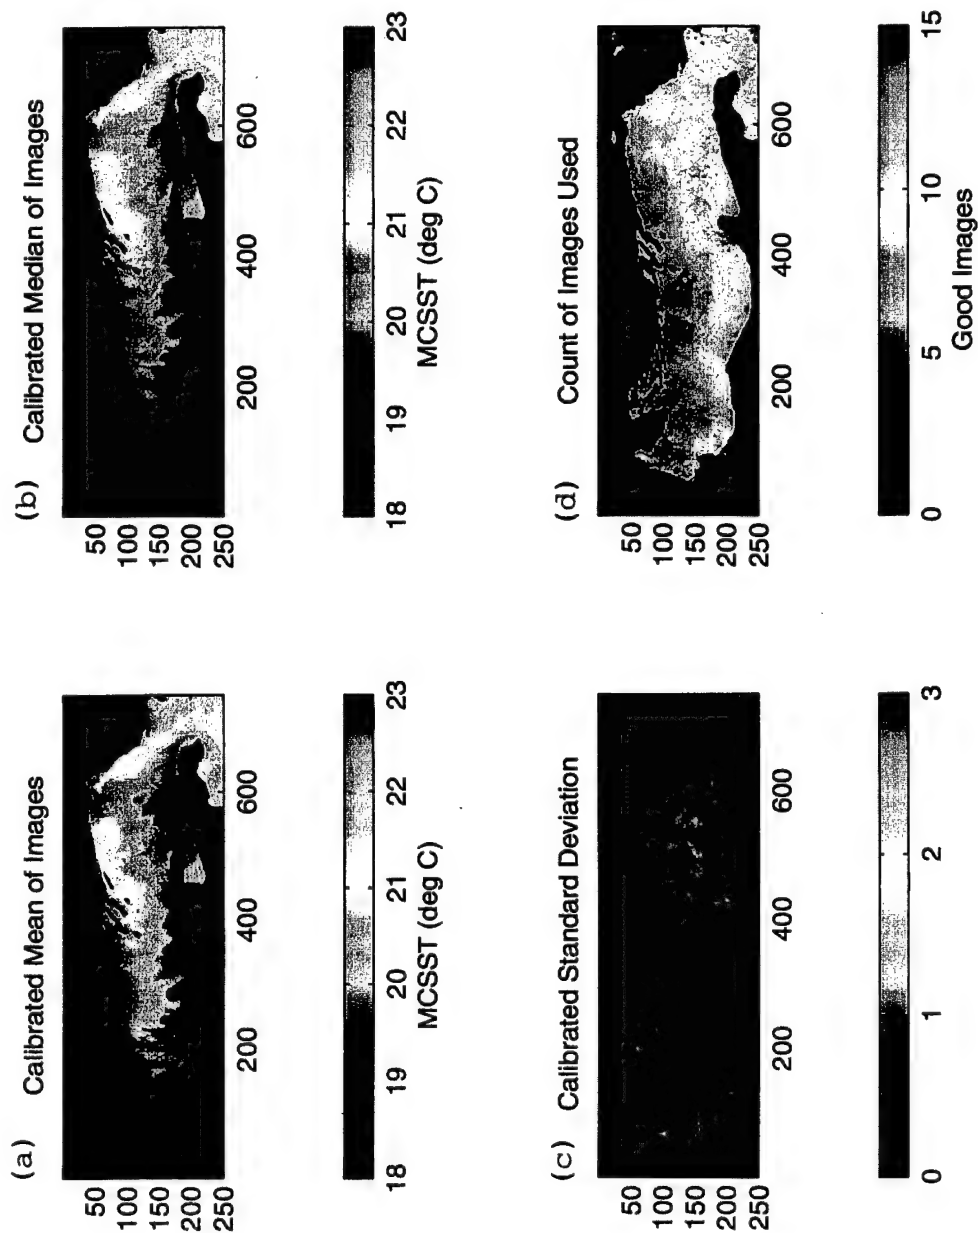 (a) Calibrated Mean of Images
50
100
150
200
250
200 400 600
18 19 20 21 22 23
MCSST (deg C)
(b) Calibrated Median of Images
50
100
150
200
250
200 400 600
18 19 20 21 22 23
MCSST (deg C)
(c) Calibrated Standard Deviation
50
100
150
200
250
200 400 600
0 1 2 3
(d) Count of Images Used
50
100
150
200
250
200 400 600
0 5 10 15
Good Images